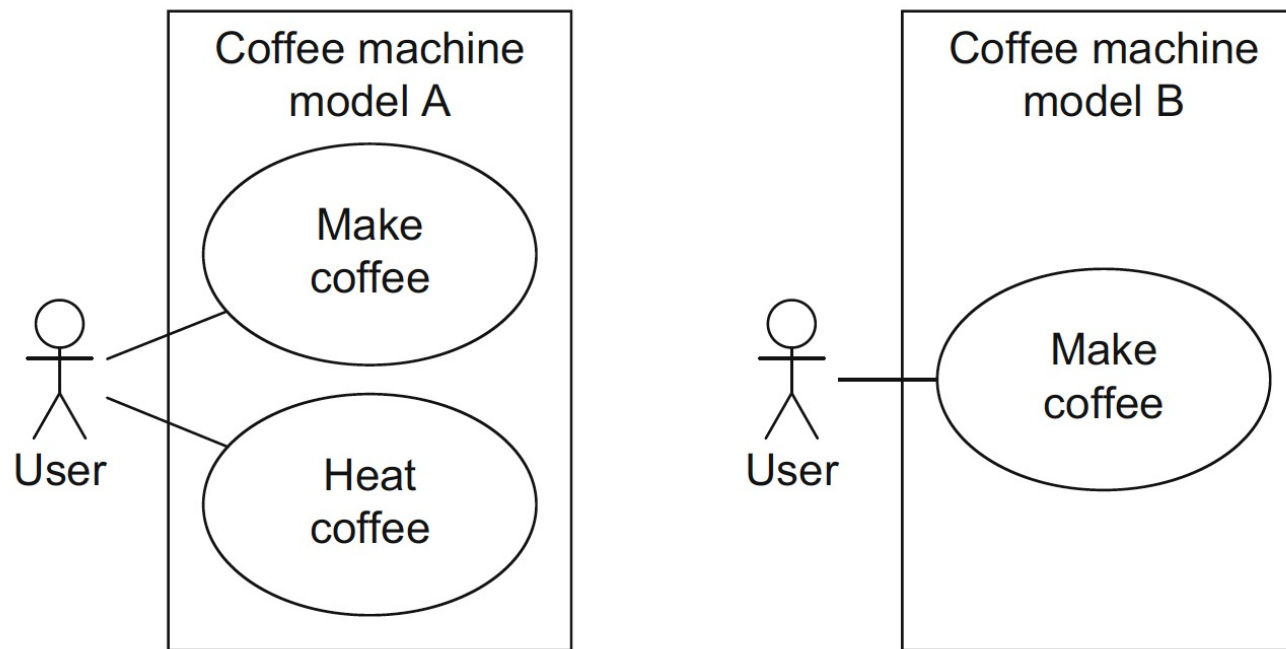 Coffee machine
model A
Make
coffee
Heat
coffee
User
Coffee machine
model B
Make
coffee
User